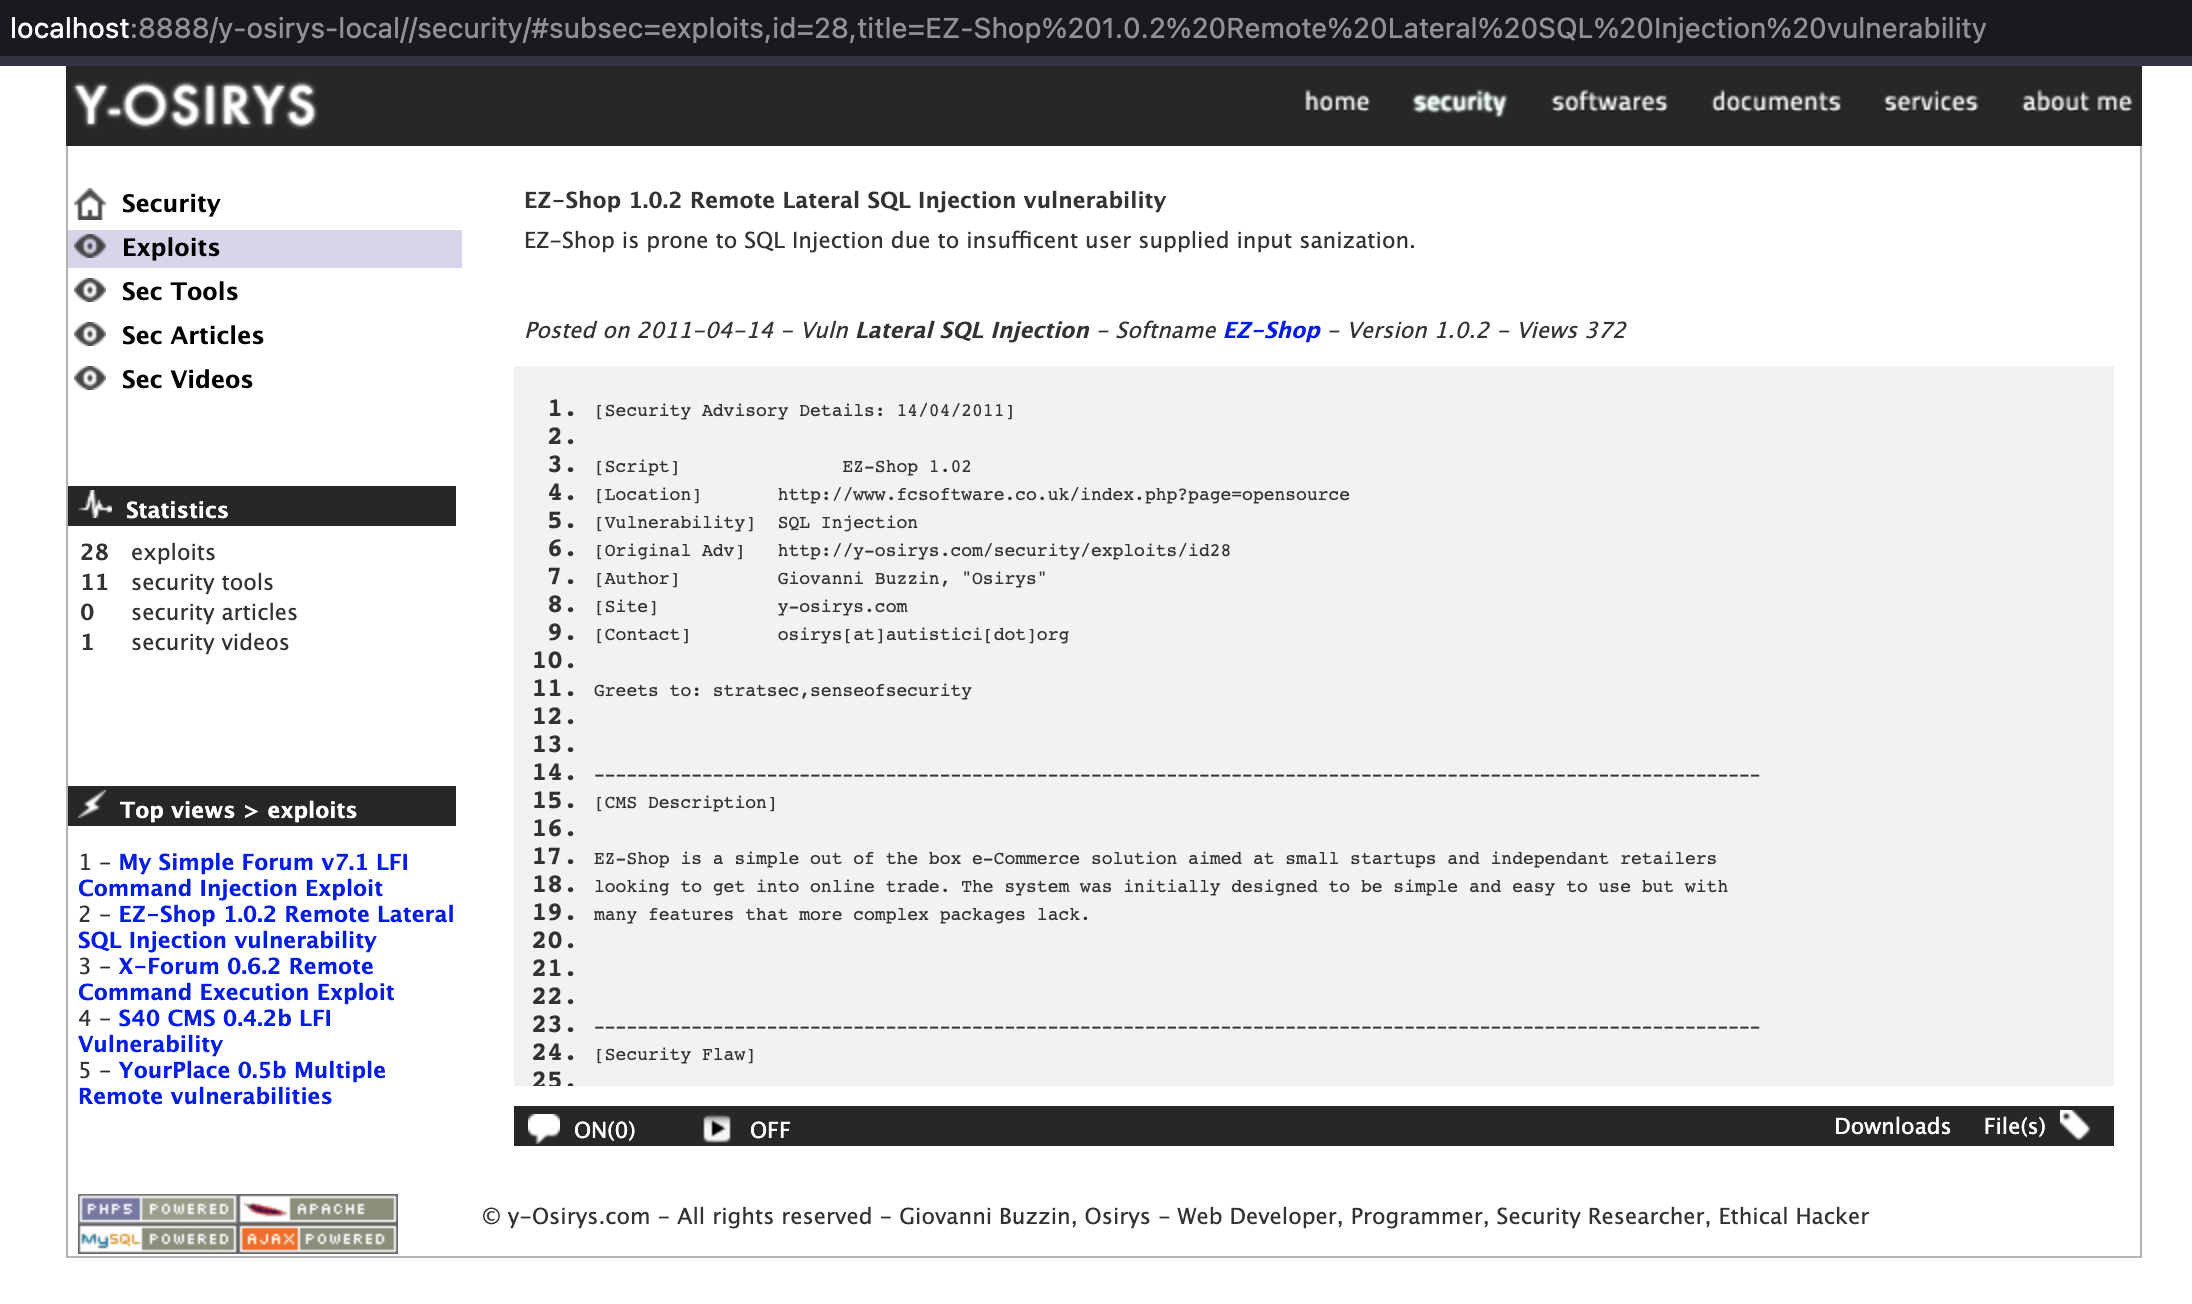 localhost:8888/y-osirys-local//security/#subsec=exploits,id=28,title=EZ-Shop%201.0.2%20Remote%20Lateral%20SQL%20Injection%20vulnerability
Y-OSIRYS
home security softwares documents services about me
Security
Exploits
Sec Tools
Sec Articles
Sec Videos
Statistics
28 exploits
11 security tools
0 security articles
1 security videos
Top views > exploits
1 – My Simple Forum v7.1 LFI
Command Injection Exploit
2 – EZ-Shop 1.0.2 Remote Lateral
SQL Injection vulnerability
3 – X-Forum 0.6.2 Remote
Command Execution Exploit
4 – S40 CMS 0.4.2b LFI
Vulnerability
5 – YourPlace 0.5b Multiple
Remote vulnerabilities
EZ-Shop 1.0.2 Remote Lateral SQL Injection vulnerability
EZ-Shop is prone to SQL Injection due to insufficent user supplied input sanization.
Posted on 2011-04-14 – Vuln Lateral SQL Injection – Softname EZ-Shop – Version 1.0.2 – Views 372
1. [Security Advisory Details: 14/04/2011]
2.
3. [Script] EZ-Shop 1.02
4. [Location] http://www.fcsoftware.co.uk/index.php?page=opensource
5. [Vulnerability] SQL Injection
6. [Original Adv] http://y-osirys.com/security/exploits/id28
7. [Author] Giovanni Buzzin, "Osirys"
8. [Site] y-osirys.com
9. [Contact] osirys[at]autistici[dot]org
10.
11. Greets to: stratsec,senseofsecurity
12.
13.
14. ------------------------------------------------------------------------------------------------------------
15. [CMS Description]
16.
17. EZ-Shop is a simple out of the box e-Commerce solution aimed at small startups and independant retailers
18. looking to get into online trade. The system was initially designed to be simple and easy to use but with
19. many features that more complex packages lack.
20.
21.
22.
23. ------------------------------------------------------------------------------------------------------------
24. [Security Flaw]
25.
ON(0) OFF Downloads File(s)
PHP5 POWERED APACHE
MySQL POWERED AJAX POWERED
© y-Osirys.com – All rights reserved – Giovanni Buzzin, Osirys – Web Developer, Programmer, Security Researcher, Ethical Hacker